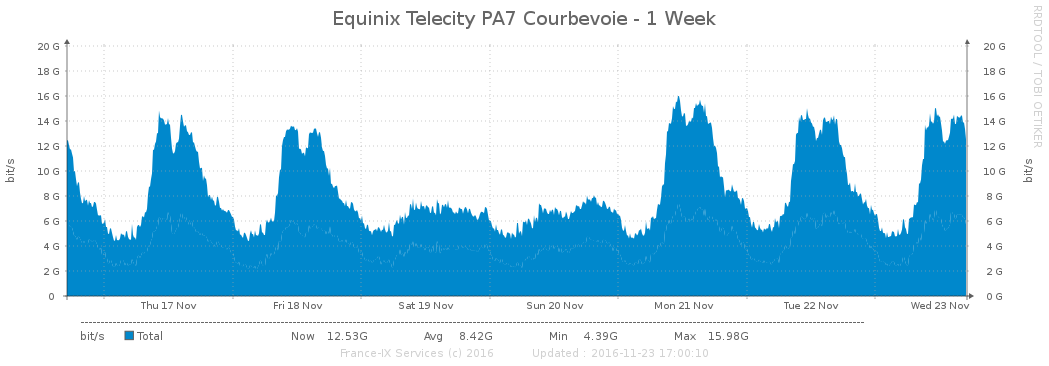 Equinix Telecity PA7 Courbevoie - 1 Week
RRDTOOL / TOBI OETIKER
bit/s
20 G
18 G
16 G
14 G
12 G
10 G
8 G
6 G
4 G
2 G
0
20 G
18 G
16 G
14 G
12 G
10 G
8 G
6 G
4 G
2 G
0 G
bit/s
Thu 17 Nov Fri 18 Nov Sat 19 Nov Sun 20 Nov Mon 21 Nov Tue 22 Nov Wed 23 Nov
bit/s Total Now 12.53G Avg 8.42G Min 4.39G Max 15.98G
France-IX Services (c) 2016 Updated : 2016-11-23 17:00:10